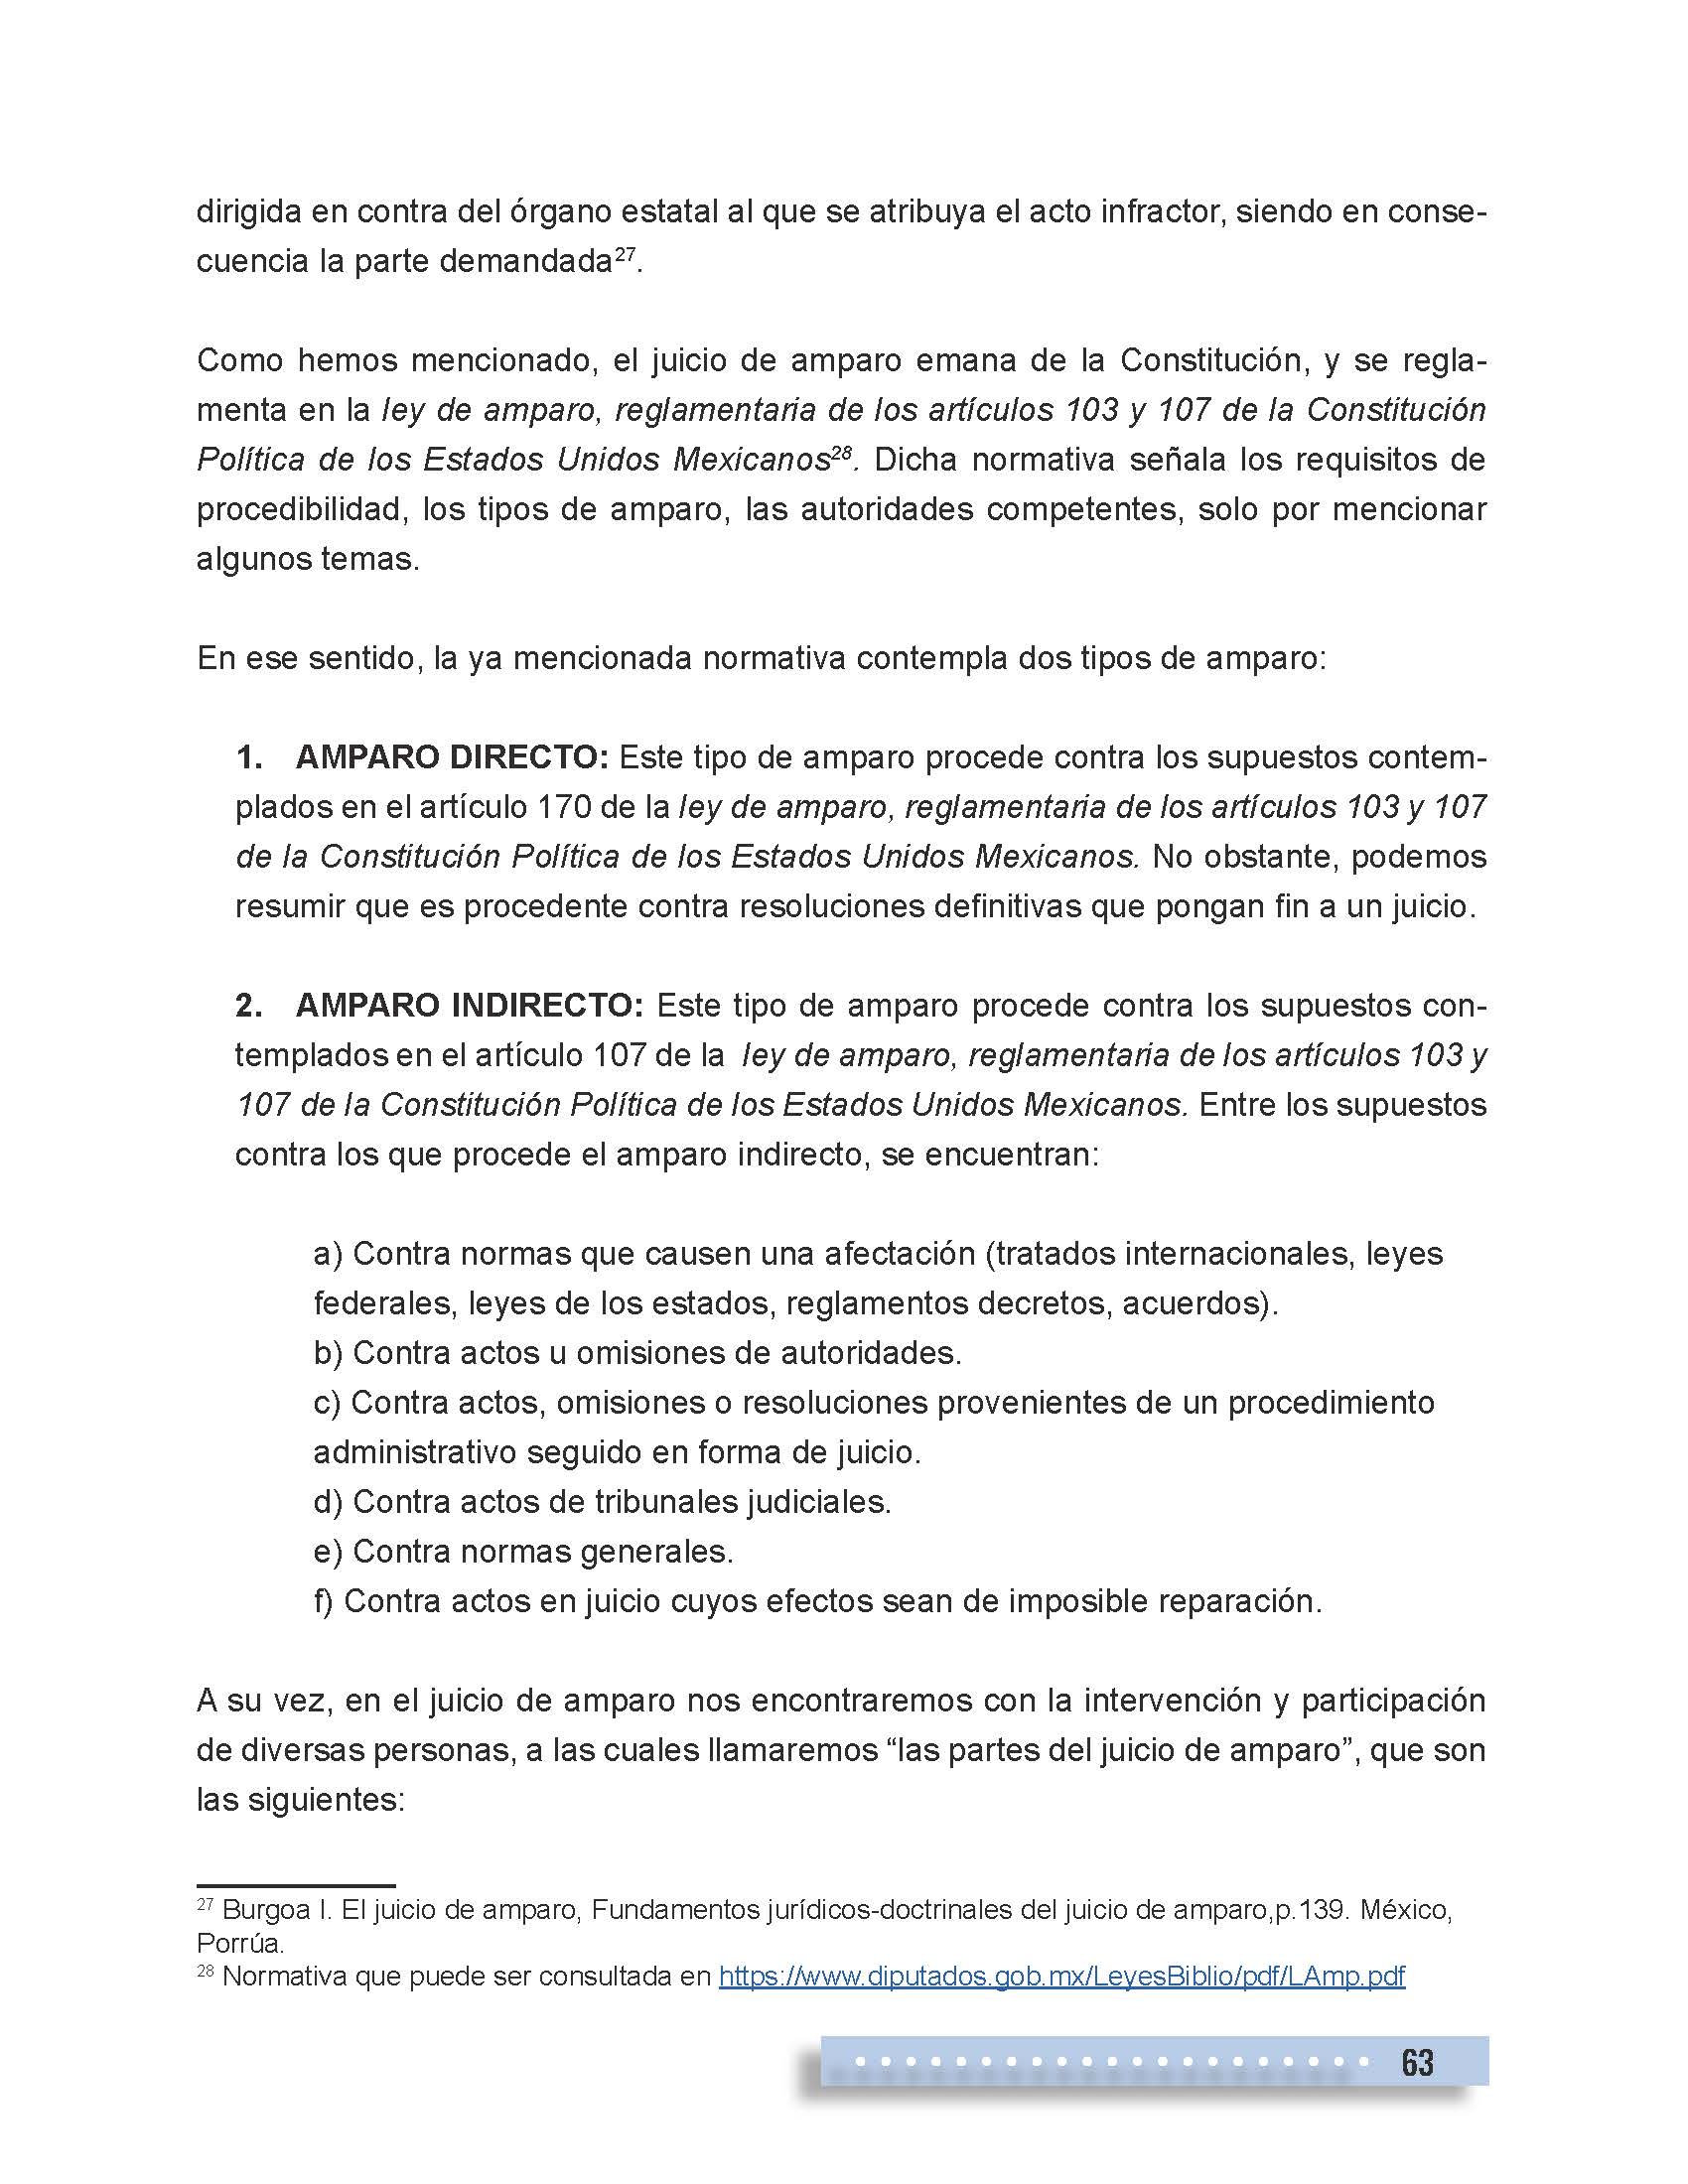 dirigida en contra del órgano estatal al que se atribuya el acto infractor, siendo en conse-
cuencia la parte demandada27.
Como hemos mencionado, el juicio de amparo emana de la Constitución, y se regla-
menta en la ley de amparo, reglamentaria de los artículos 103 y 107 de la Constitución
Política de los Estados Unidos Mexicanos28. Dicha normativa señala los requisitos de
procedibilidad, los tipos de amparo, las autoridades competentes, solo por mencionar
algunos temas.
En ese sentido, la ya mencionada normativa contempla dos tipos de amparo:
1. AMPARO DIRECTO: Este tipo de amparo procede contra los supuestos contem-
plados en el artículo 170 de la ley de amparo, reglamentaria de los artículos 103 y 107
de la Constitución Política de los Estados Unidos Mexicanos. No obstante, podemos
resumir que es procedente contra resoluciones definitivas que pongan fin a un juicio.
2. AMPARO INDIRECTO: Este tipo de amparo procede contra los supuestos con-
templados en el artículo 107 de la ley de amparo, reglamentaria de los artículos 103 y
107 de la Constitución Política de los Estados Unidos Mexicanos. Entre los supuestos
contra los que procede el amparo indirecto, se encuentran:
a) Contra normas que causen una afectación (tratados internacionales, leyes
federales, leyes de los estados, reglamentos decretos, acuerdos).
b) Contra actos u omisiones de autoridades.
c) Contra actos, omisiones o resoluciones provenientes de un procedimiento
administrativo seguido en forma de juicio.
d) Contra actos de tribunales judiciales.
e) Contra normas generales.
f) Contra actos en juicio cuyos efectos sean de imposible reparación.
A su vez, en el juicio de amparo nos encontraremos con la intervención y participación
de diversas personas, a las cuales llamaremos “las partes del juicio de amparo”, que son
las siguientes:
27 Burgoa I. El juicio de amparo, Fundamentos jurídicos-doctrinales del juicio de amparo,p.139. México,
Porrúa.
28 Normativa que puede ser consultada en https://www.diputados.gob.mx/LeyesBiblio/pdf/LAmp.pdf
63